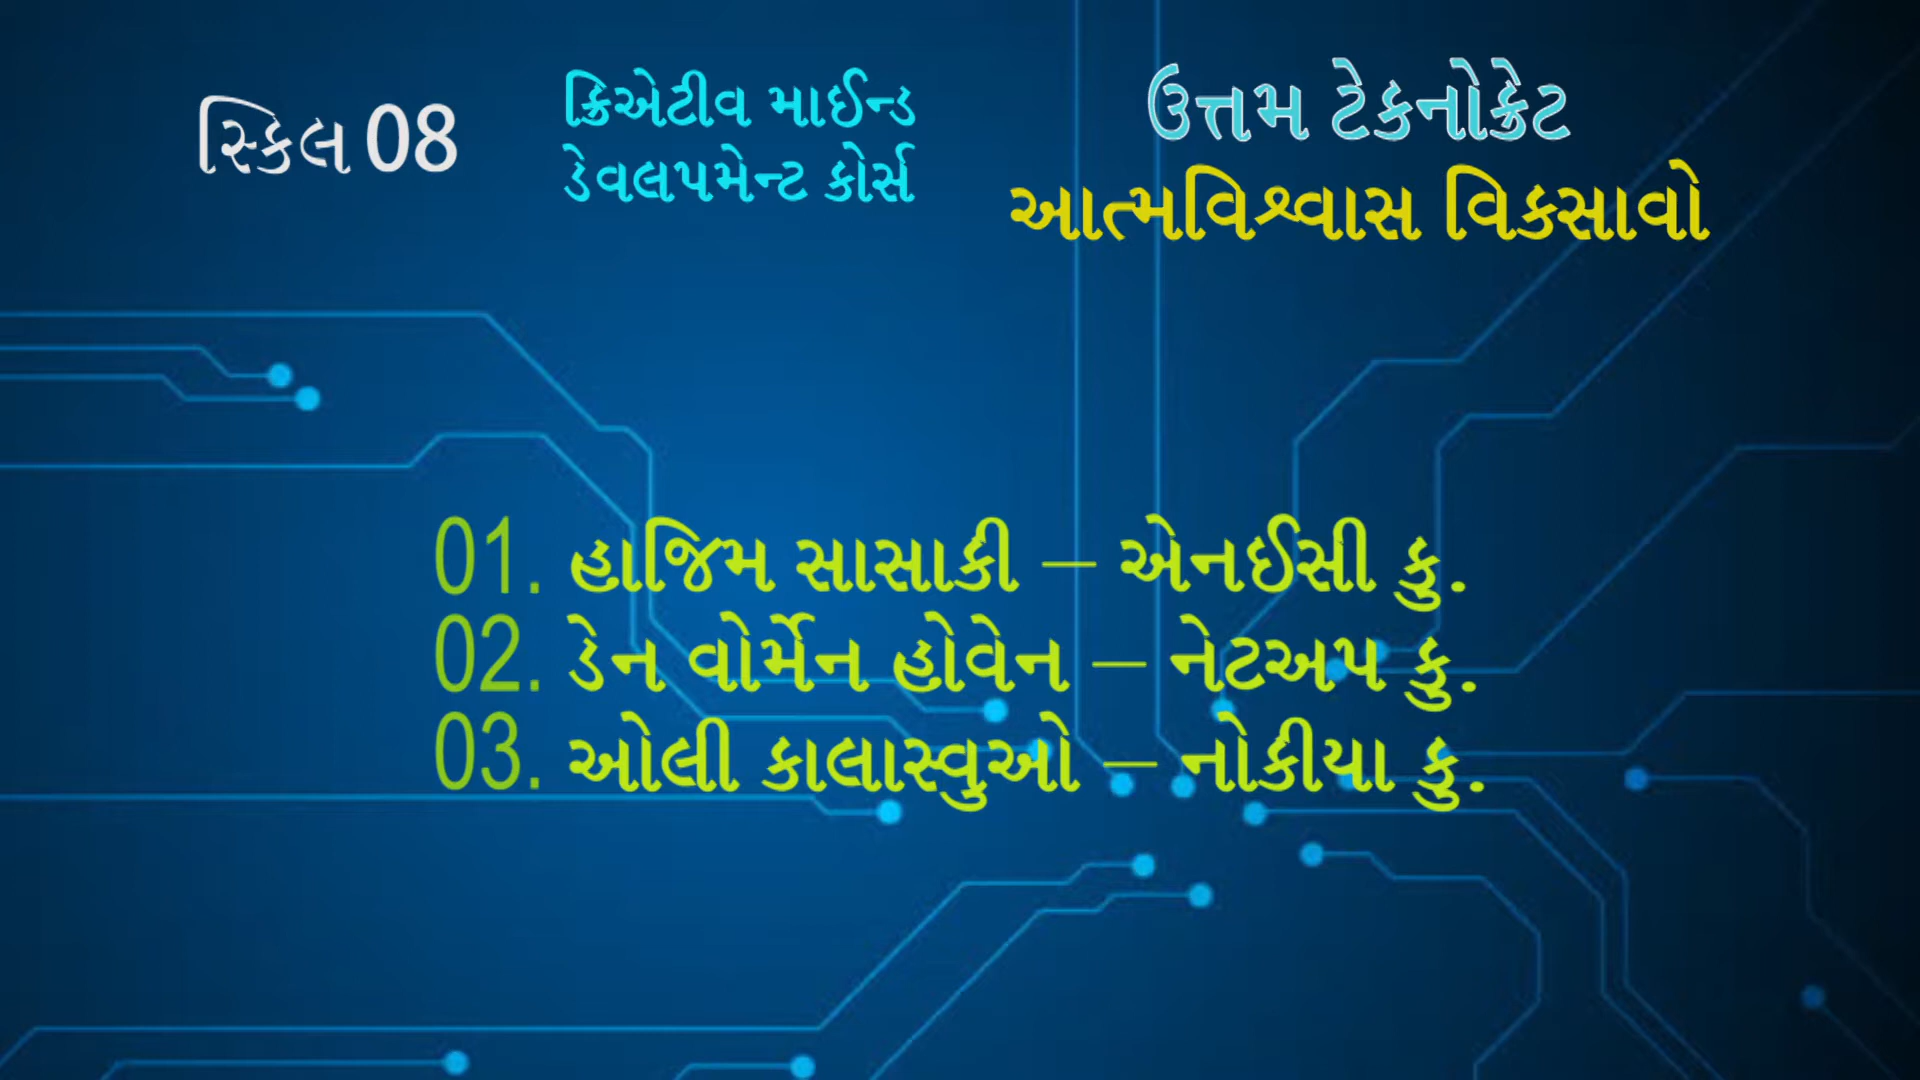 સ્કિલ 08
ક્રિએટીવ માઈન્ડ
ડેવલપમેન્ટ કોર્સ
ઉત્તમ ટેકનોક્રેટ
આત્મવિશ્વાસ વિકસાવો
01. હાજિમ સાસાકી – એનઈસી કુ.
02. ડેન વોર્મેન હોવેન – નેટઅપ કુ.
03. ઓલી કાલાસ્વુઓ – નોકીયા કુ.